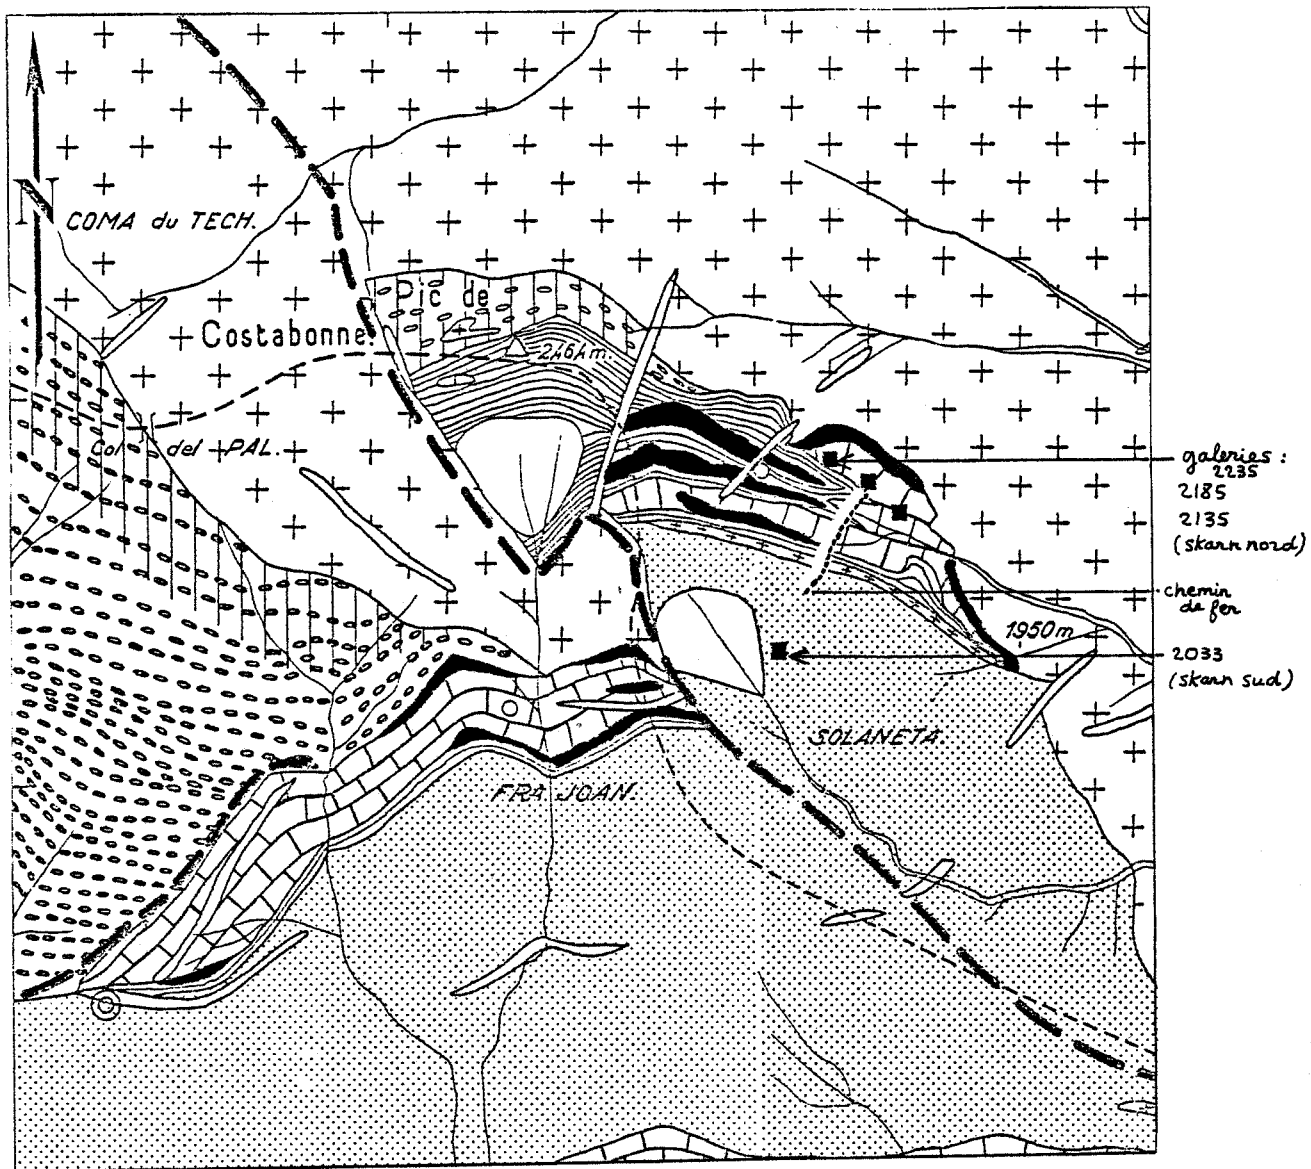 N
COMA du TECH.
Pic de
Costabonne.
2464m.
Col del PAL.
galeries :
2235
2185
2135
(skarn nord)
chemin
de fer
1950m
2033
(skarn sud)
SOLANETA
FRA JOAN.